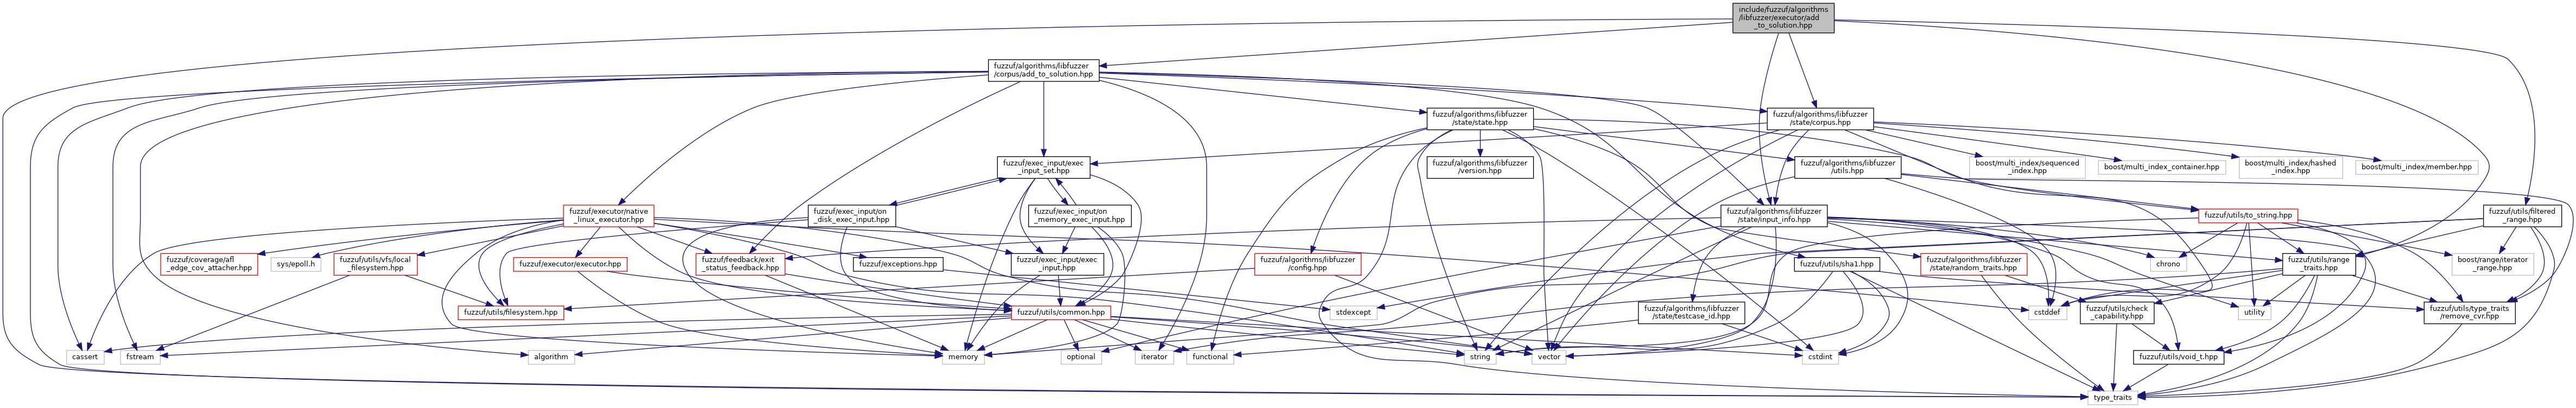 include/fuzzuf/algorithms
/libfuzzer/executor/add
_to_solution.hpp
fuzzuf/algorithms/libfuzzer
/corpus/add_to_solution.hpp
fuzzuf/algorithms/libfuzzer
/state/state.hpp
fuzzuf/algorithms/libfuzzer
/state/corpus.hpp
fuzzuf/exec_input/exec
_input_set.hpp
fuzzuf/algorithms/libfuzzer
/version.hpp
fuzzuf/algorithms/libfuzzer
/utils.hpp
boost/multi_index/sequenced
_index.hpp
boost/multi_index_container.hpp
boost/multi_index/hashed
_index.hpp
boost/multi_index/member.hpp
fuzzuf/executor/native
_linux_executor.hpp
fuzzuf/exec_input/on
_disk_exec_input.hpp
fuzzuf/exec_input/on
_memory_exec_input.hpp
fuzzuf/algorithms/libfuzzer
/state/input_info.hpp
fuzzuf/utils/to_string.hpp
fuzzuf/utils/filtered
_range.hpp
fuzzuf/coverage/afl
_edge_cov_attacher.hpp
sys/epoll.h
fuzzuf/utils/vfs/local
_filesystem.hpp
fuzzuf/executor/executor.hpp
fuzzuf/feedback/exit
_status_feedback.hpp
fuzzuf/exceptions.hpp
fuzzuf/exec_input/exec
_input.hpp
fuzzuf/algorithms/libfuzzer
/config.hpp
fuzzuf/utils/sha1.hpp
fuzzuf/algorithms/libfuzzer
/state/random_traits.hpp
chrono
fuzzuf/utils/range
_traits.hpp
boost/range/iterator
_range.hpp
fuzzuf/utils/filesystem.hpp
fuzzuf/utils/common.hpp
stdexcept
fuzzuf/algorithms/libfuzzer
/state/testcase_id.hpp
cstddef
fuzzuf/utils/check
_capability.hpp
utility
fuzzuf/utils/type_traits
/remove_cvr.hpp
cassert
fstream
algorithm
memory
optional
iterator
functional
string
vector
cstdint
fuzzuf/utils/void_t.hpp
type_traits